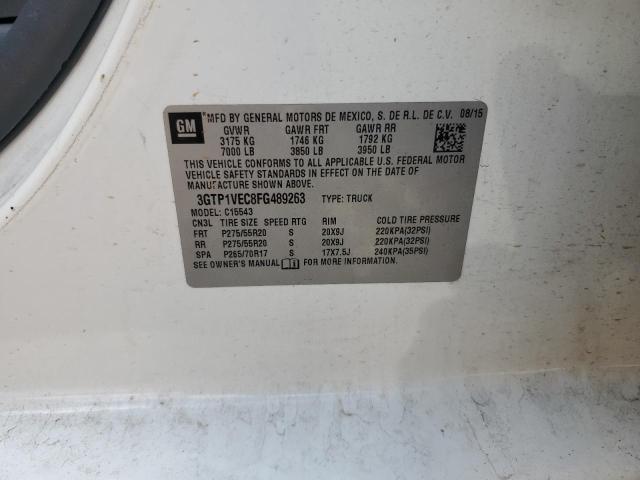 GM
MFD BY GENERAL MOTORS DE MEXICO, S. DE R.L. DE C.V. 08/15
GVWR GAWR FRT GAWR RR
3175 KG 1746 KG 1792 KG
7000 LB 3850 LB 3950 LB
THIS VEHICLE CONFORMS TO ALL APPLICABLE U.S. FEDERAL MOTOR
VEHICLE SAFETY STANDARDS IN EFFECT ON THE DATE OF
MANUFACTURE SHOWN ABOVE.
3GTP1VEC8FG489263 TYPE: TRUCK
MODEL: C15543
CN3L TIRE SIZE SPEED RTG RIM COLD TIRE PRESSURE
FRT P275/55R20 S 20X9J 220KPA(32PSI)
RR P275/55R20 S 20X9J 220KPA(32PSI)
SPA P265/70R17 S 17X7.5J 240KPA(35PSI)
SEE OWNER'S MANUAL FOR MORE INFORMATION.